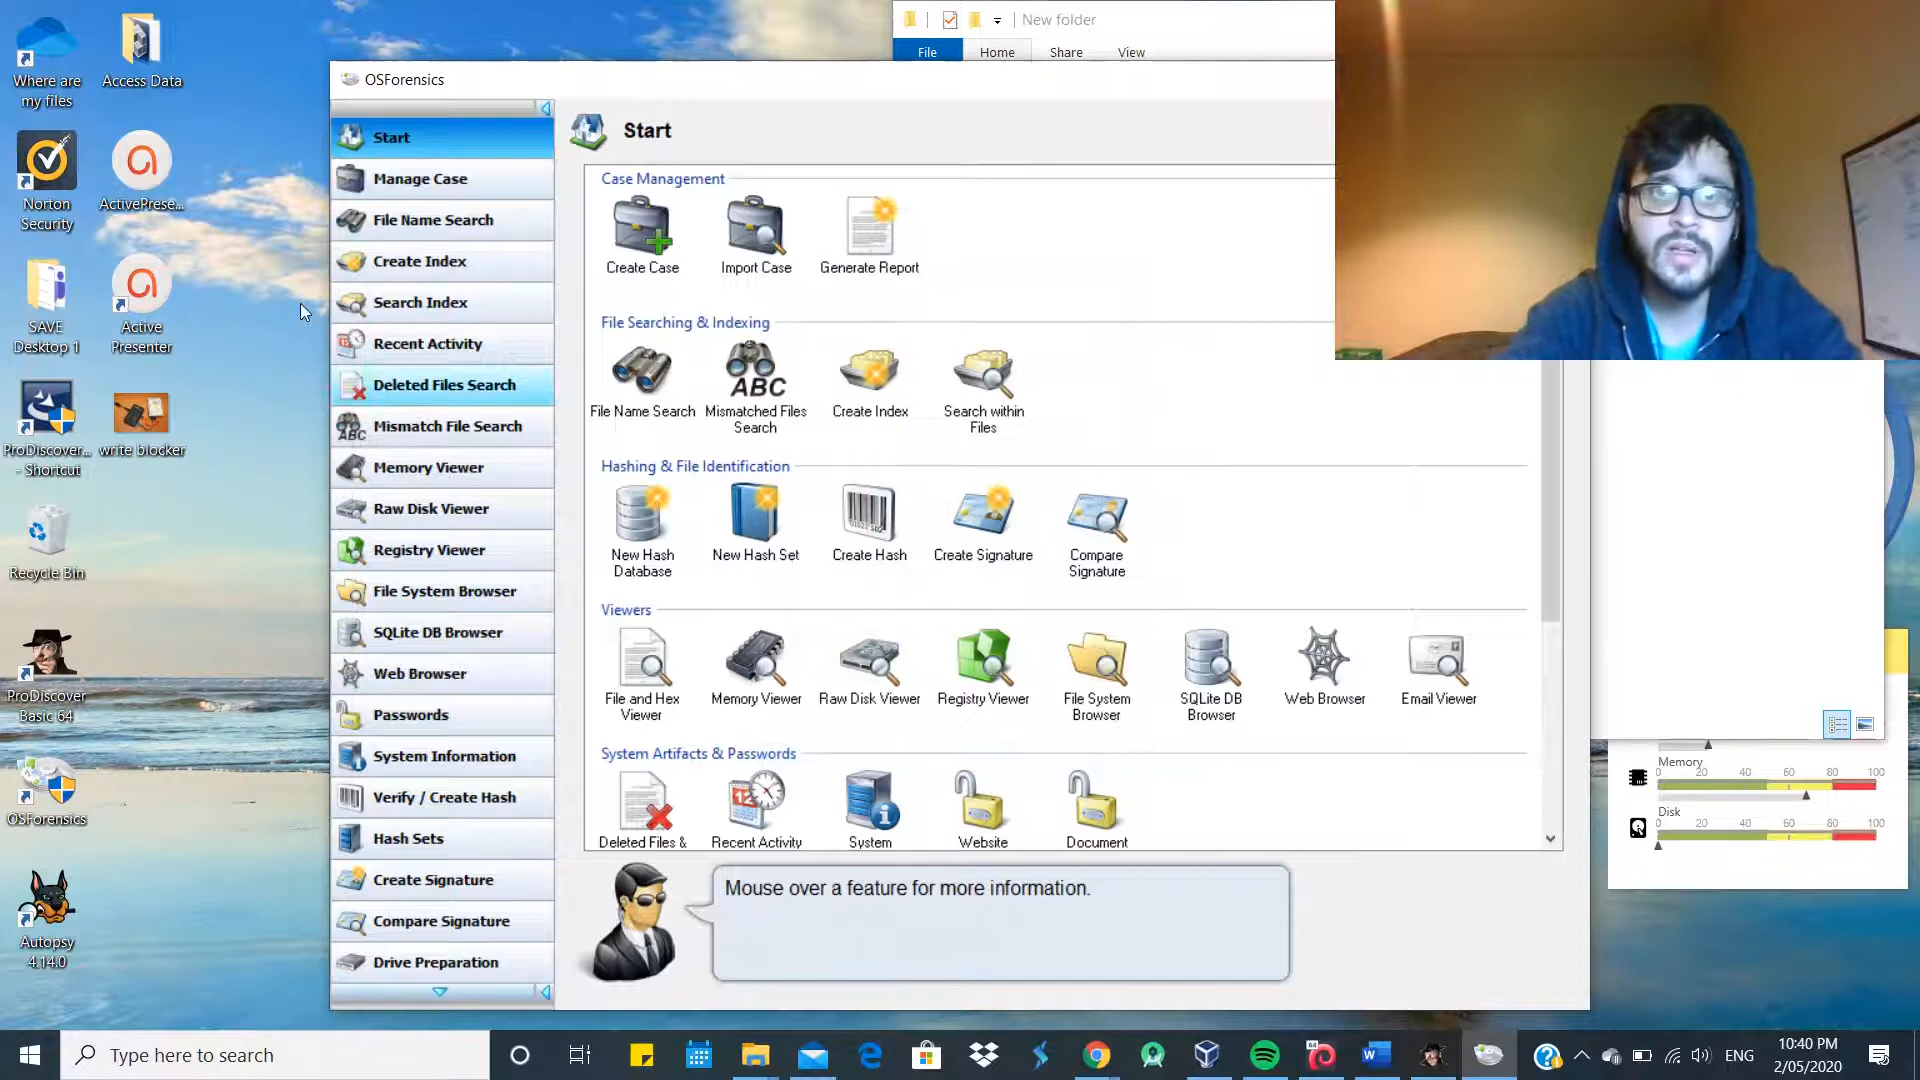 Where are
my files
Access Data
Norton
Security
ActivePrese...
SAVE
Desktop 1
Active
Presenter
ProDiscover...
- Shortcut
write blocker
Recycle Bin
ProDiscover
Basic 64
OSForensics
Autopsy
4.14.0
New folder
File
Home
Share
View
OSForensics
Start
Manage Case
File Name Search
Create Index
Search Index
Recent Activity
Deleted Files Search
Mismatch File Search
Memory Viewer
Raw Disk Viewer
Registry Viewer
File System Browser
SQLite DB Browser
Web Browser
Passwords
System Information
Verify / Create Hash
Hash Sets
Create Signature
Compare Signature
Drive Preparation
Start
Case Management
Create Case
Import Case
Generate Report
File Searching & Indexing
ABC
File Name Search
Mismatched Files
Search
Create Index
Search within
Files
Hashing & File Identification
New Hash
Database
New Hash Set
Create Hash
Create Signature
Compare
Signature
Viewers
File and Hex
Viewer
Memory Viewer
Raw Disk Viewer
Registry Viewer
File System
Browser
SQLite DB
Browser
Web Browser
Email Viewer
System Artifacts & Passwords
Deleted Files &
Recent Activity
System
Website
Document
Mouse over a feature for more information.
Memory
0 20 40 60 80 100
Disk
0 20 40 60 80 100
Type here to search
ENG
10:40 PM
2/05/2020